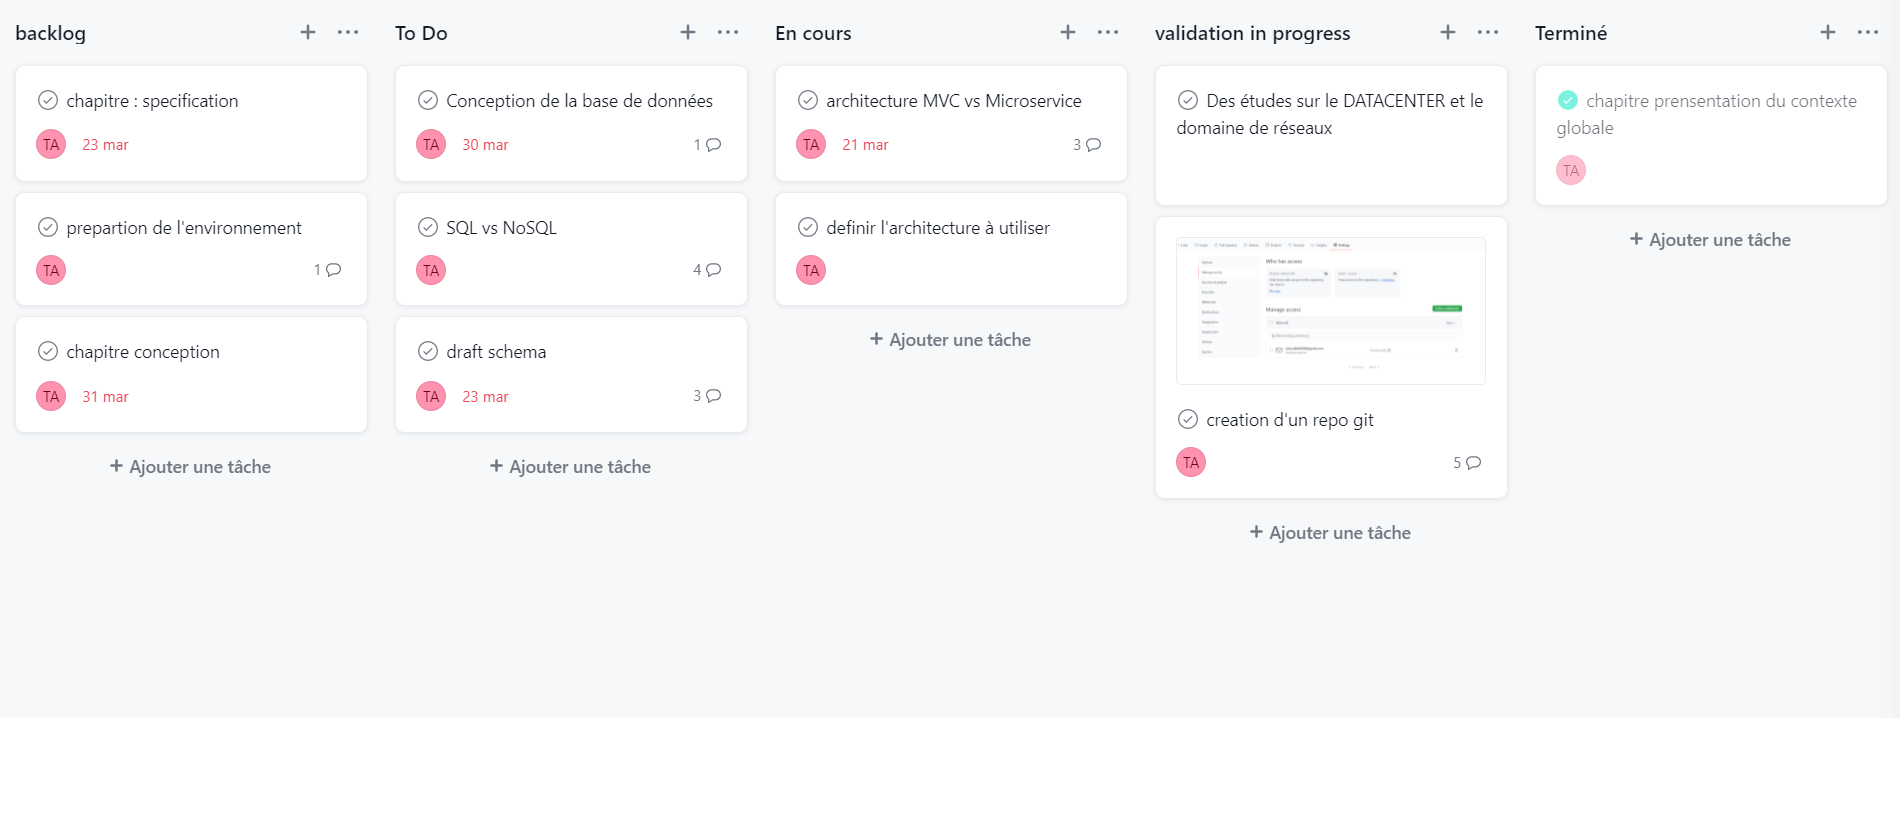 backlog
chapitre : specification
TA 23 mar
prepartion de l'environnement
TA 1
chapitre conception
TA 31 mar
+ Ajouter une tâche
To Do
Conception de la base de données
TA 30 mar 1
SQL vs NoSQL
TA 4
draft schema
TA 23 mar 3
+ Ajouter une tâche
En cours
architecture MVC vs Microservice
TA 21 mar 3
definir l'architecture à utiliser
TA
+ Ajouter une tâche
validation in progress
Des études sur le DATACENTER et le
domaine de réseaux
Who has access
Manage access
creation d'un repo git
TA 5
+ Ajouter une tâche
Terminé
chapitre prensentation du contexte
globale
TA
+ Ajouter une tâche